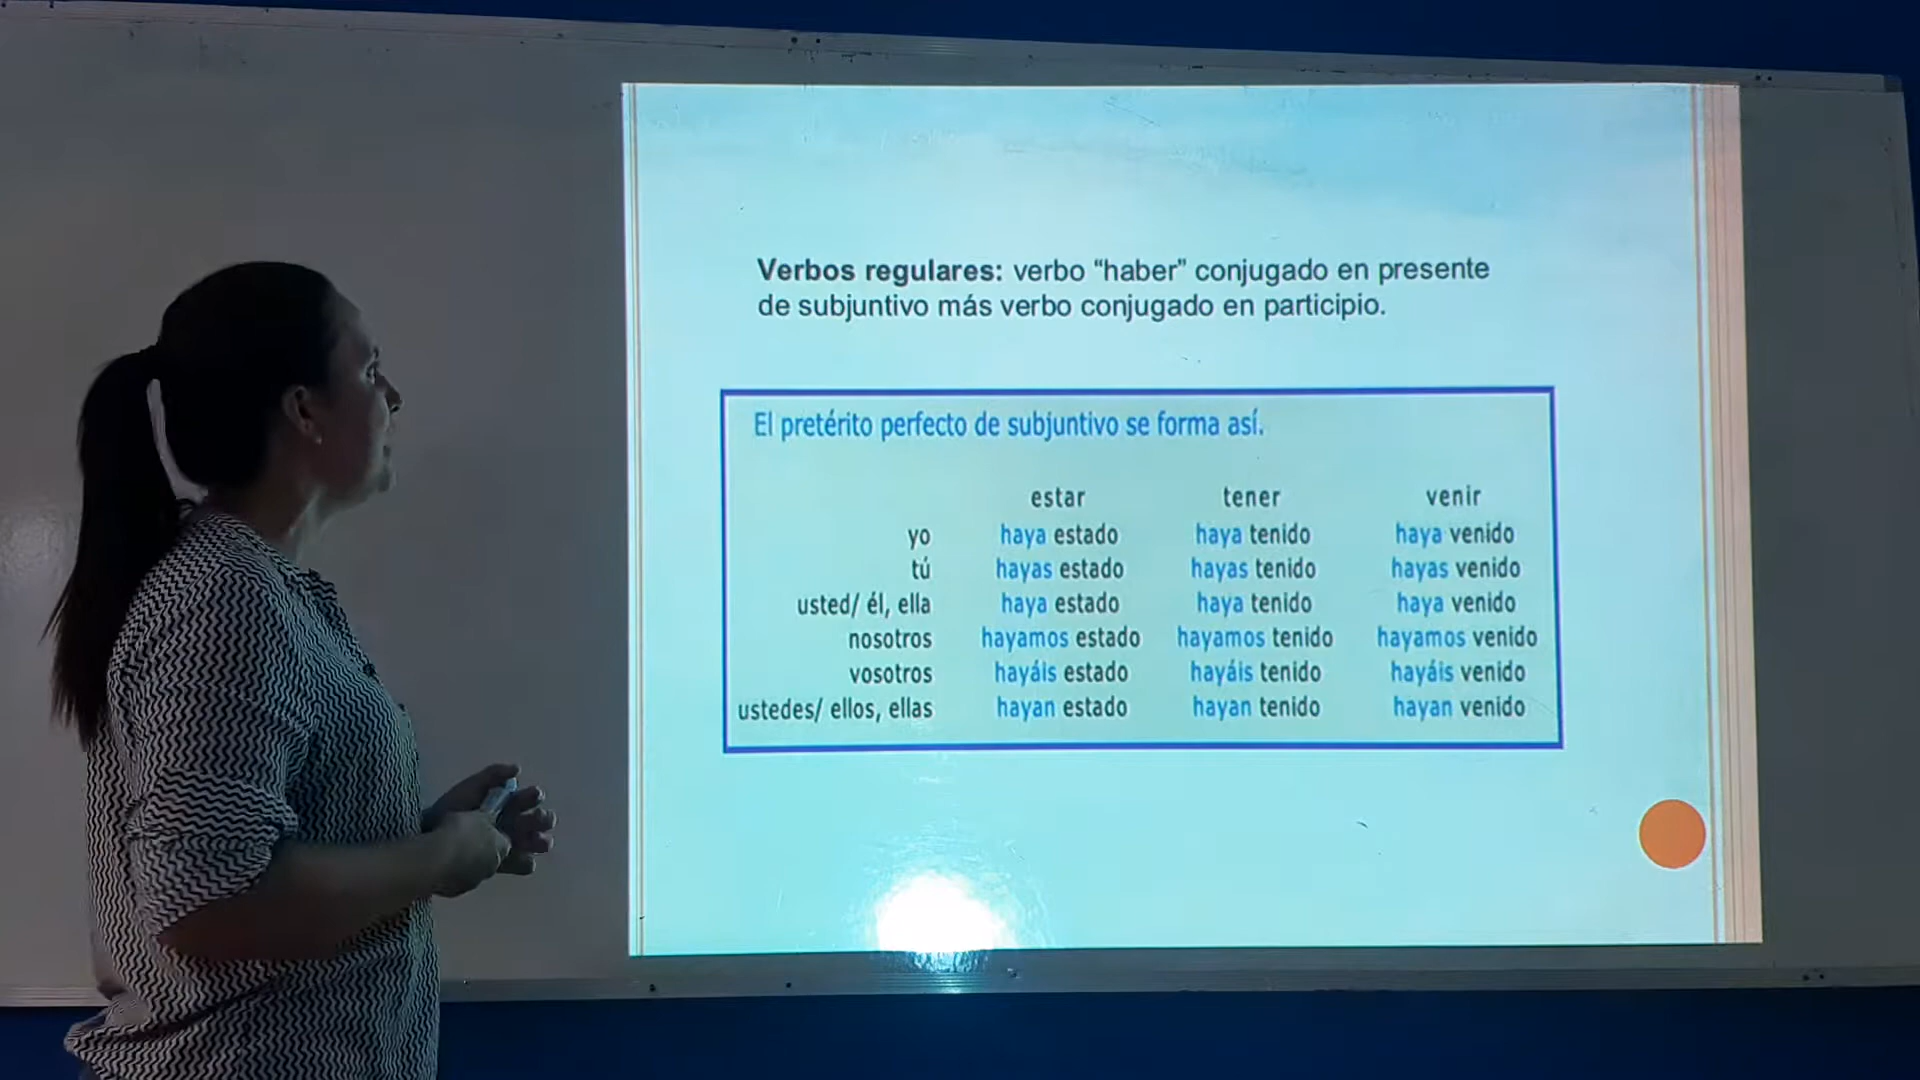 Verbos regulares: verbo “haber” conjugado en presente
de subjuntivo más verbo conjugado en participio.
El pretérito perfecto de subjuntivo se forma así.
estar tener venir
yo haya estado haya tenido haya venido
tú hayas estado hayas tenido hayas venido
usted/ él, ella haya estado haya tenido haya venido
nosotros hayamos estado hayamos tenido hayamos venido
vosotros hayáis estado hayáis tenido hayáis venido
ustedes/ ellos, ellas hayan estado hayan tenido hayan venido